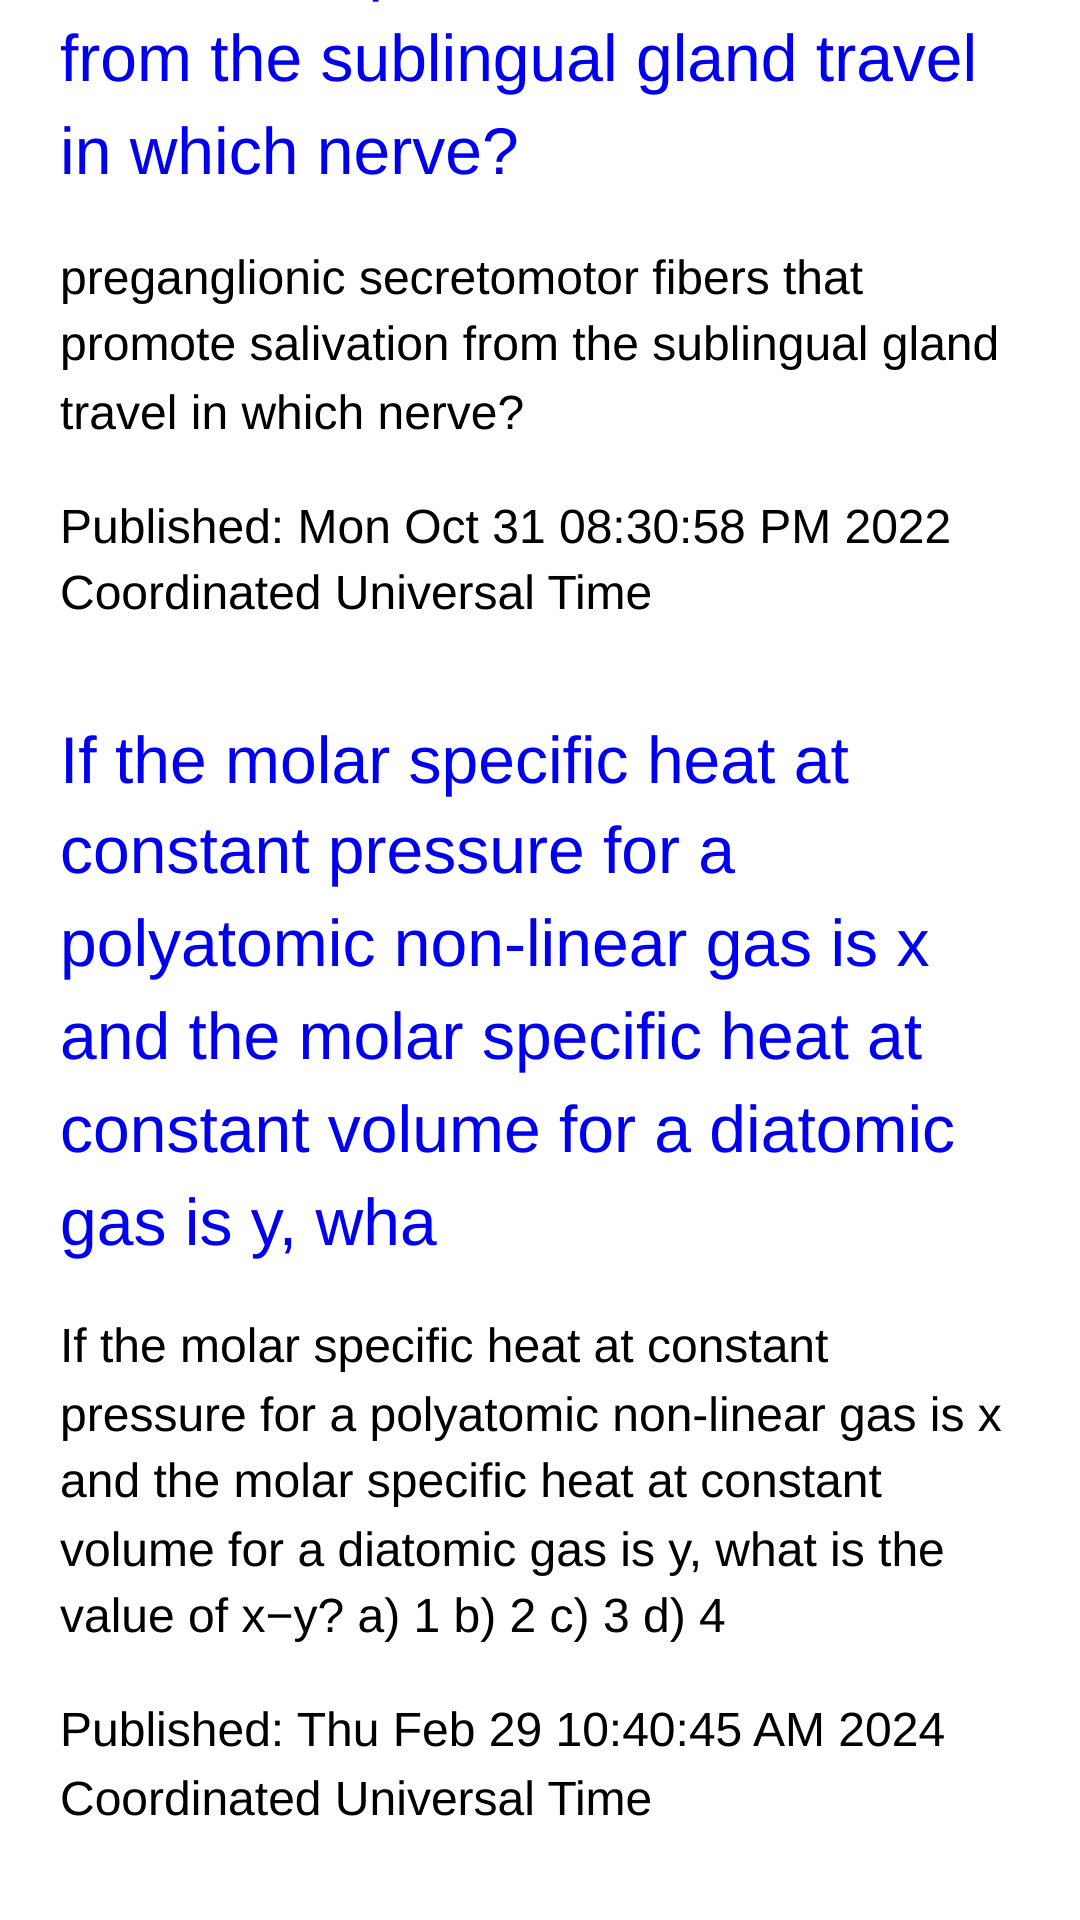 from the sublingual gland travel
in which nerve?
preganglionic secretomotor fibers that
promote salivation from the sublingual gland
travel in which nerve?
Published: Mon Oct 31 08:30:58 PM 2022
Coordinated Universal Time
If the molar specific heat at
constant pressure for a
polyatomic non-linear gas is x
and the molar specific heat at
constant volume for a diatomic
gas is y, wha
If the molar specific heat at constant
pressure for a polyatomic non-linear gas is x
and the molar specific heat at constant
volume for a diatomic gas is y, what is the
value of x−y? a) 1 b) 2 c) 3 d) 4
Published: Thu Feb 29 10:40:45 AM 2024
Coordinated Universal Time